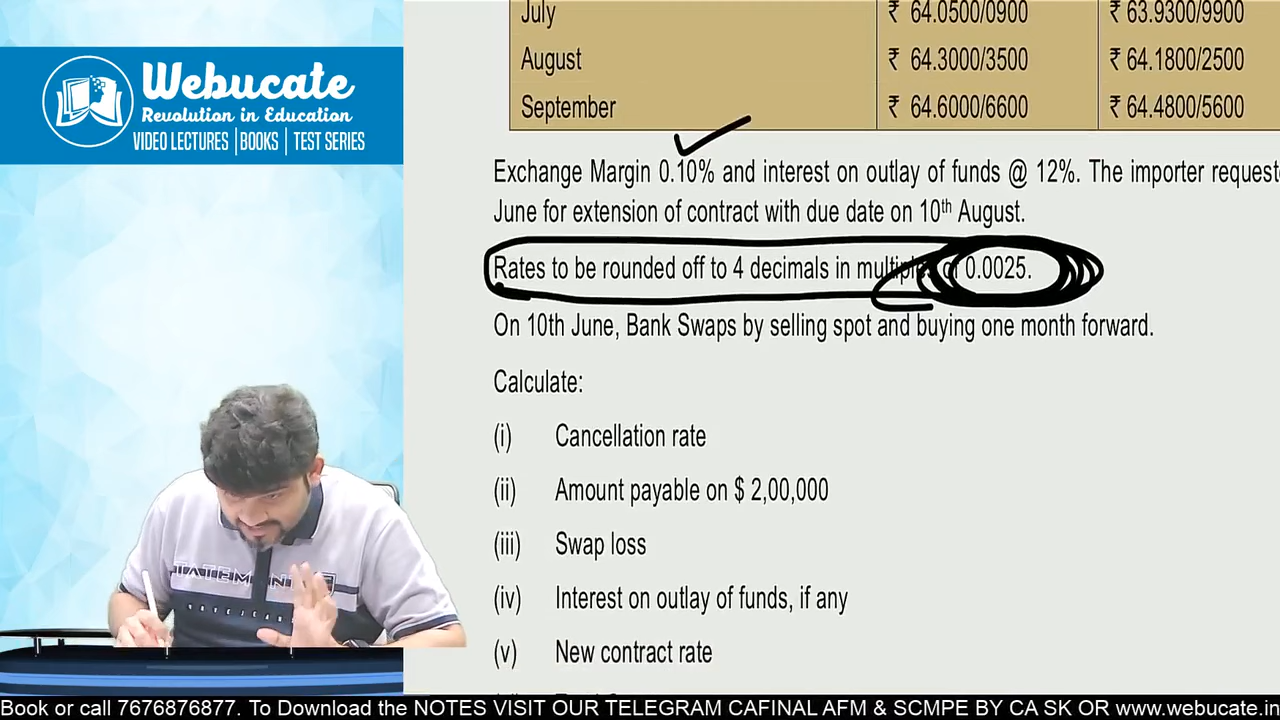 July ₹ 64.0500/0900 ₹ 63.9300/9900
August ₹ 64.3000/3500 ₹ 64.1800/2500
September ₹ 64.6000/6600 ₹ 64.4800/5600
Webucate
Revolution in Education
VIDEO LECTURES |BOOKS | TEST SERIES
Exchange Margin 0.10% and interest on outlay of funds @ 12%. The importer requeste
June for extension of contract with due date on 10th August.
Rates to be rounded off to 4 decimals in multiples of 0.0025.
On 10th June, Bank Swaps by selling spot and buying one month forward.
Calculate:
(i) Cancellation rate
(ii) Amount payable on $ 2,00,000
(iii) Swap loss
(iv) Interest on outlay of funds, if any
(v) New contract rate
Book or call 7676876877. To Download the NOTES VISIT OUR TELEGRAM CAFINAL AFM & SCMPE BY CA SK OR www.webucate.in